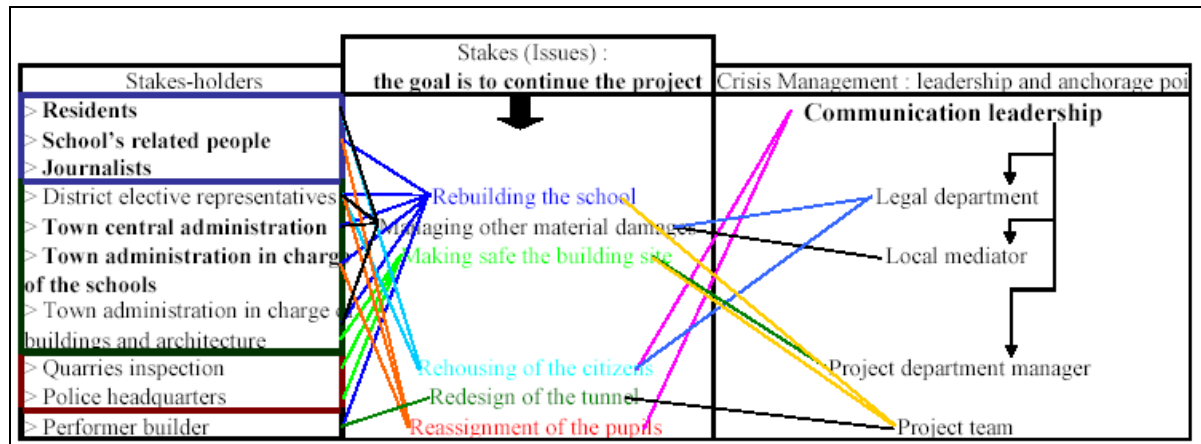 Stakes (Issues) :
the goal is to continue the project
Stakes-holders
Crisis Management : leadership and anchorage poi
> Residents
> School's related people
> Journalists
> District elective representatives
> Town central administration
> Town administration in charge
of the schools
> Town administration in charge o
buildings and architecture
> Quarries inspection
> Police headquarters
> Performer builder
Rebuilding the school
Managing other material damages
Making safe the building site
Rehousing of the citizens
Redesign of the tunnel
Reassignment of the pupils
Communication leadership
Legal department
Local mediator
Project department manager
Project team